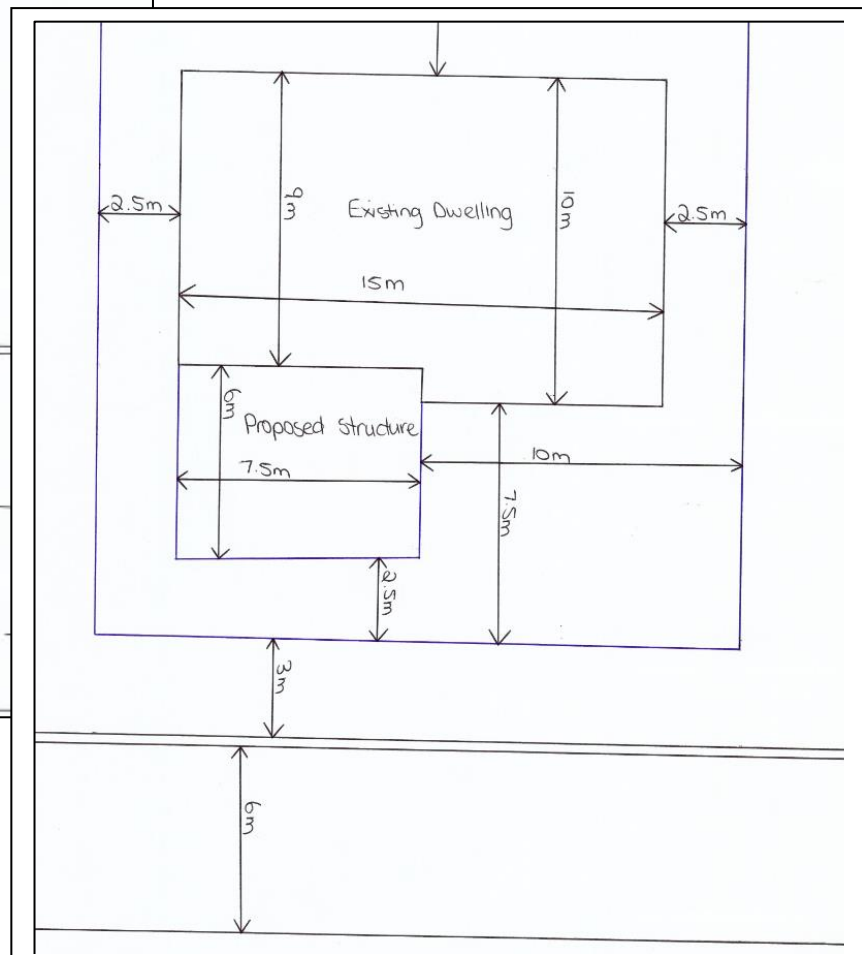 2.5m
9m
Existing Dwelling
10m
2.5m
15m
6m
Proposed structure
7.5m
10m
7.5m
2.5m
3m
6m